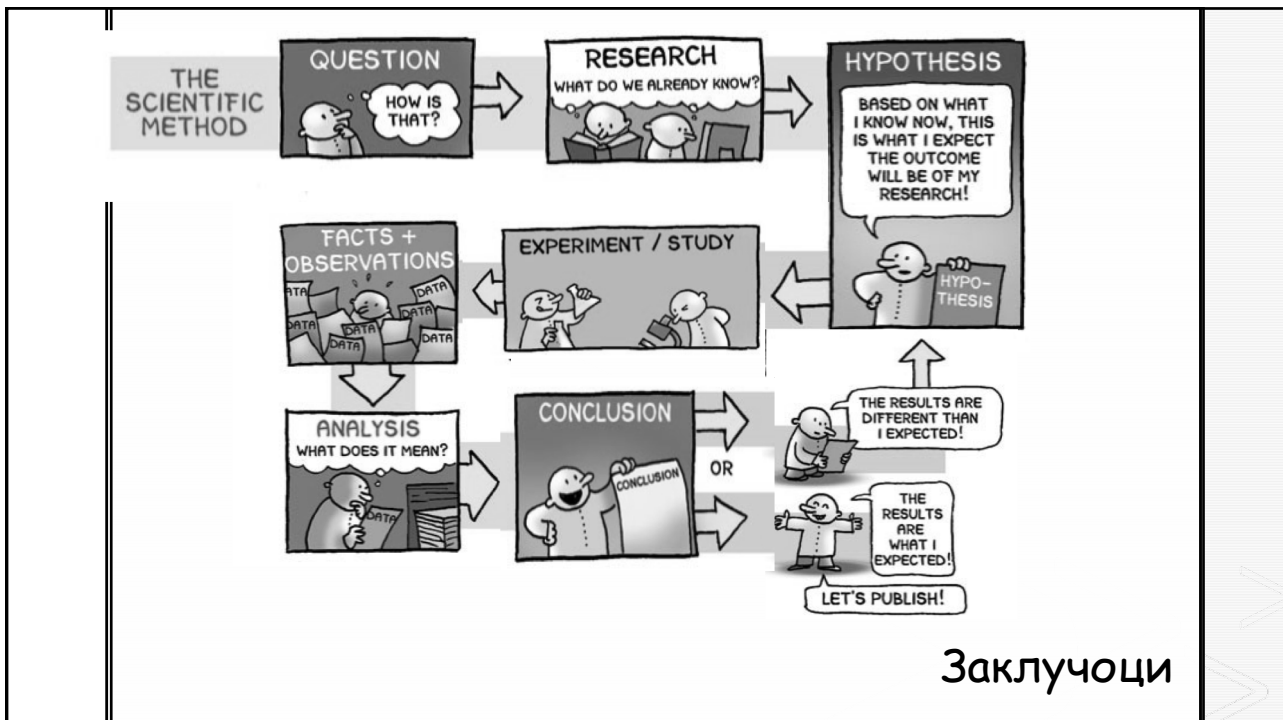 THE
SCIENTIFIC
METHOD
QUESTION
HOW IS
THAT?
RESEARCH
WHAT DO WE ALREADY KNOW?
HYPOTHESIS
BASED ON WHAT
I KNOW NOW, THIS
IS WHAT I EXPECT
THE OUTCOME
WILL BE OF MY
RESEARCH!
HYPO-
THESIS
EXPERIMENT / STUDY
FACTS +
OBSERVATIONS
DATA
DATA
DATA
DATA
DATA
DATA
DATA
ANALYSIS
WHAT DOES IT MEAN?
DATA
CONCLUSION
CONCLUSION
OR
THE RESULTS ARE
DIFFERENT THAN
I EXPECTED!
THE
RESULTS
ARE
WHAT I
EXPECTED!
LET'S PUBLISH!
Заклучоци